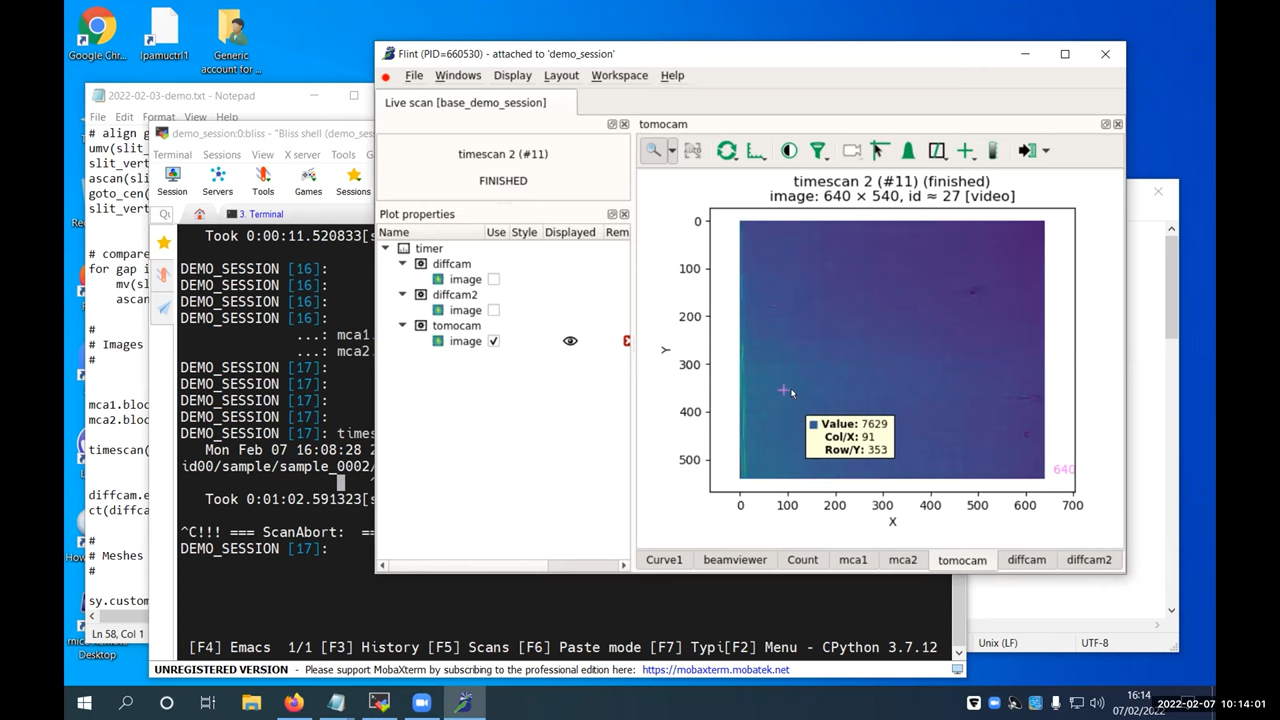 Google Chr...
lpamuctrl1
Generic
account for ...
2022-02-03-demo.txt - Notepad
File Edit Format View Help
# align g
umv(slit_
slit_vert
ascan(sli
goto_cen(
slit_vert
# compare
for gap i
mv(sl
ascan
#
# Images
#
mca1.bloc
mca2.bloc
timescan(
diffcam.e
ct(diffca
#
# Meshes
#
sy.custom
Ln 58, Col 1
Unix (LF)
UTF-8
Desktop
demo_session:0:bliss - "Bliss shell (demo_ses
Terminal Sessions View X server Tools
Session Servers Tools Games Sessions
3. Terminal
Took 0:00:11.520833[s
DEMO_SESSION [16]:
DEMO_SESSION [16]:
DEMO_SESSION [16]:
DEMO_SESSION [16]:
...: mca1.
...: mca2.
DEMO_SESSION [17]:
DEMO_SESSION [17]:
DEMO_SESSION [17]:
DEMO_SESSION [17]:
DEMO_SESSION [17]: times
Mon Feb 07 16:08:28 2
id00/sample/sample_0002/
Took 0:01:02.591323[s
^C!!! === ScanAbort: ==
DEMO_SESSION [17]:
[F4] Emacs 1/1 [F3] History [F5] Scans [F6] Paste mode [F7] Typi[F2] Menu - CPython 3.7.12
UNREGISTERED VERSION - Please support MobaXterm by subscribing to the professional edition here: https://mobaxterm.mobatek.net
Flint (PID=660530) - attached to 'demo_session'
File Windows Display Layout Workspace Help
Live scan [base_demo_session]
timescan 2 (#11)
FINISHED
Plot properties
Name Use Style Displayed Rem
timer
diffcam
image
diffcam2
image
tomocam
image
tomocam
timescan 2 (#11) (finished)
image: 640 × 540, id ≈ 27 [video]
0
100
200
300
400
500
Y
Value: 7629
Col/X: 91
Row/Y: 353
640
0 100 200 300 400 500 600 700
X
Curve1 beamviewer Count mca1 mca2 tomocam diffcam diffcam2
16:14
07/02/2022
2022-02-07 10:14:01